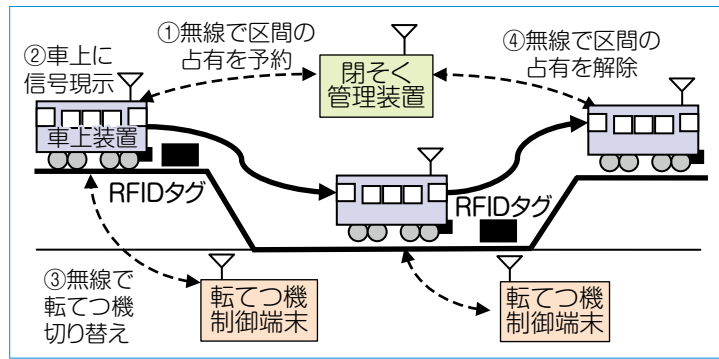 ①無線で区間の
占有を予約
②車上に
信号現示
閉そく
管理装置
④無線で区間の
占有を解除
車上装置
RFIDタグ
RFIDタグ
③無線で
転てつ機
切り替え
転てつ機
制御端末
転てつ機
制御端末